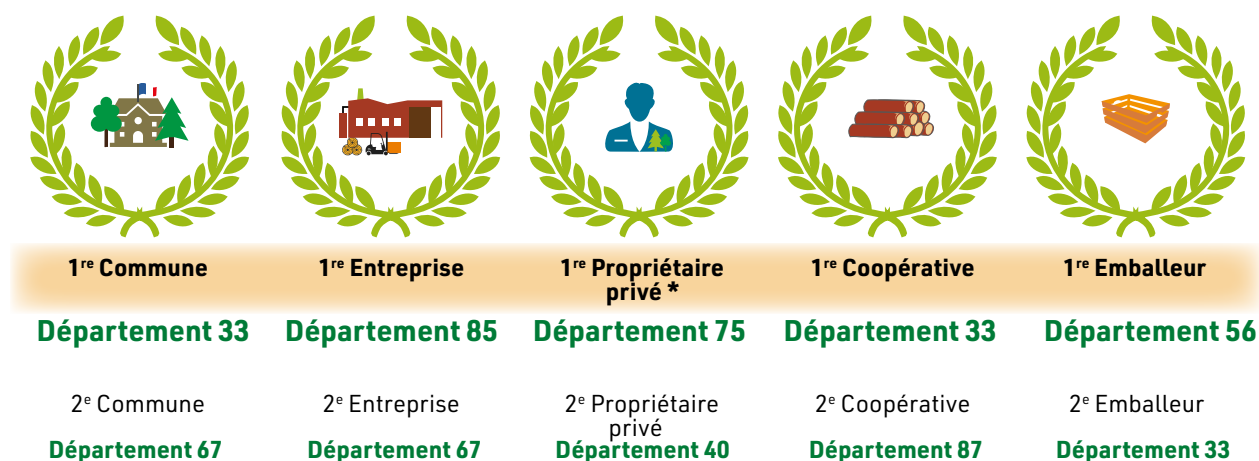 1re Commune
1re Entreprise
1re Propriétaire
privé *
1re Coopérative
1re Emballeur
Département 33
Département 85
Département 75
Département 33
Département 56
2e Commune
2e Entreprise
2e Propriétaire
privé
2e Coopérative
2e Emballeur
Département 67
Département 67
Département 40
Département 87
Département 33